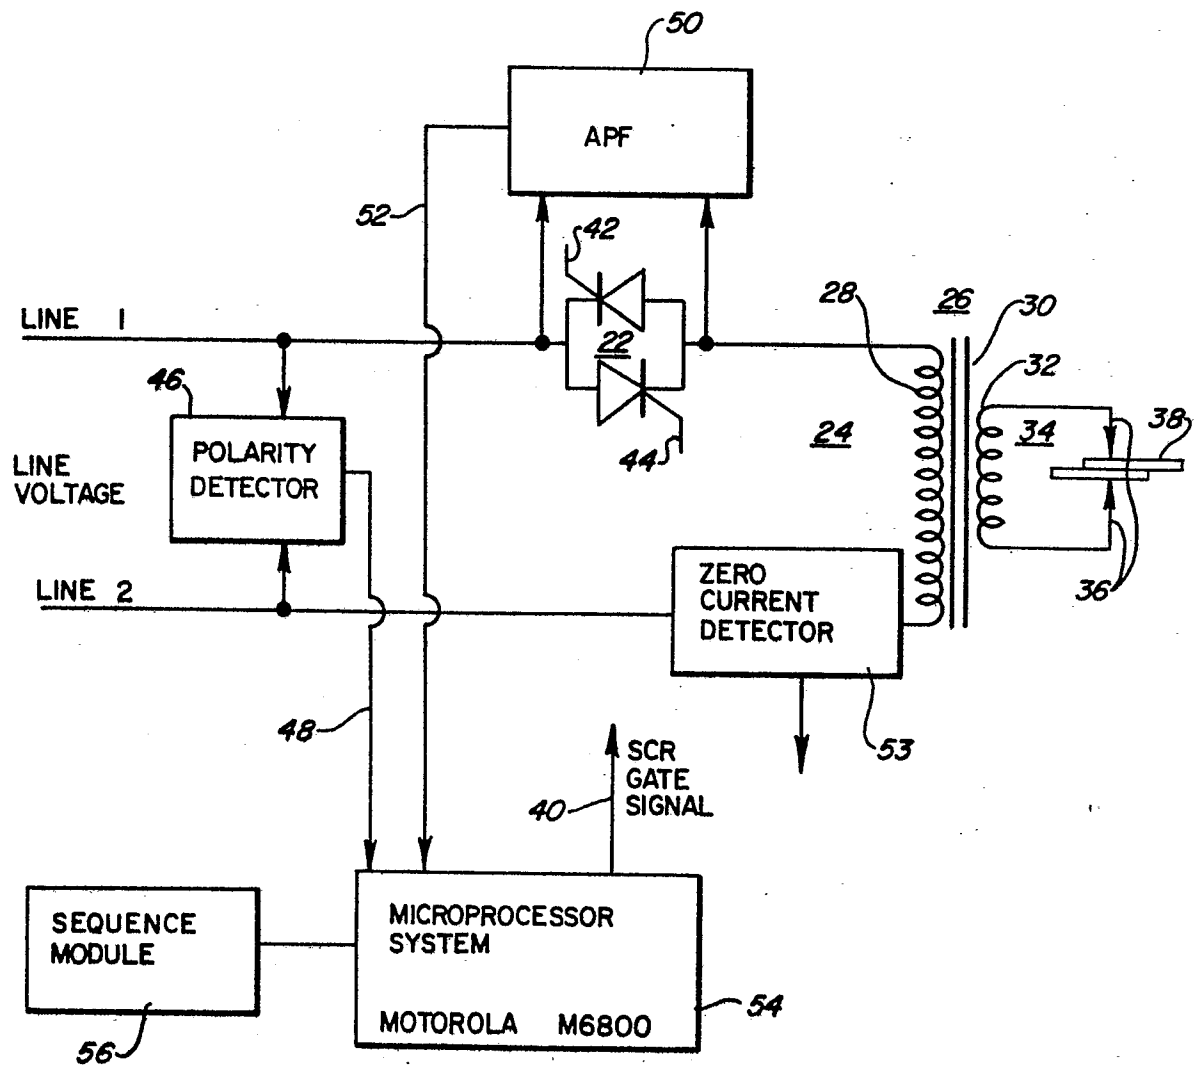 50
APF
52
42
LINE 1
22
28
26
30
46
32
POLARITY
DETECTOR
24
34
38
44
LINE
VOLTAGE
LINE 2
ZERO
CURRENT
DETECTOR
36
48
53
SCR
GATE
SIGNAL
40
SEQUENCE
MODULE
MICROPROCESSOR
SYSTEM
MOTOROLA M6800
54
56